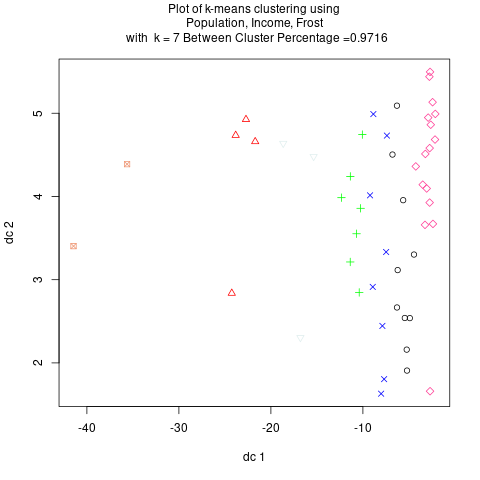 Plot of k-means clustering using
Population, Income, Frost
with k = 7 Between Cluster Percentage =0.9716
dc 2
5
4
3
2
-40 -30 -20 -10
dc 1